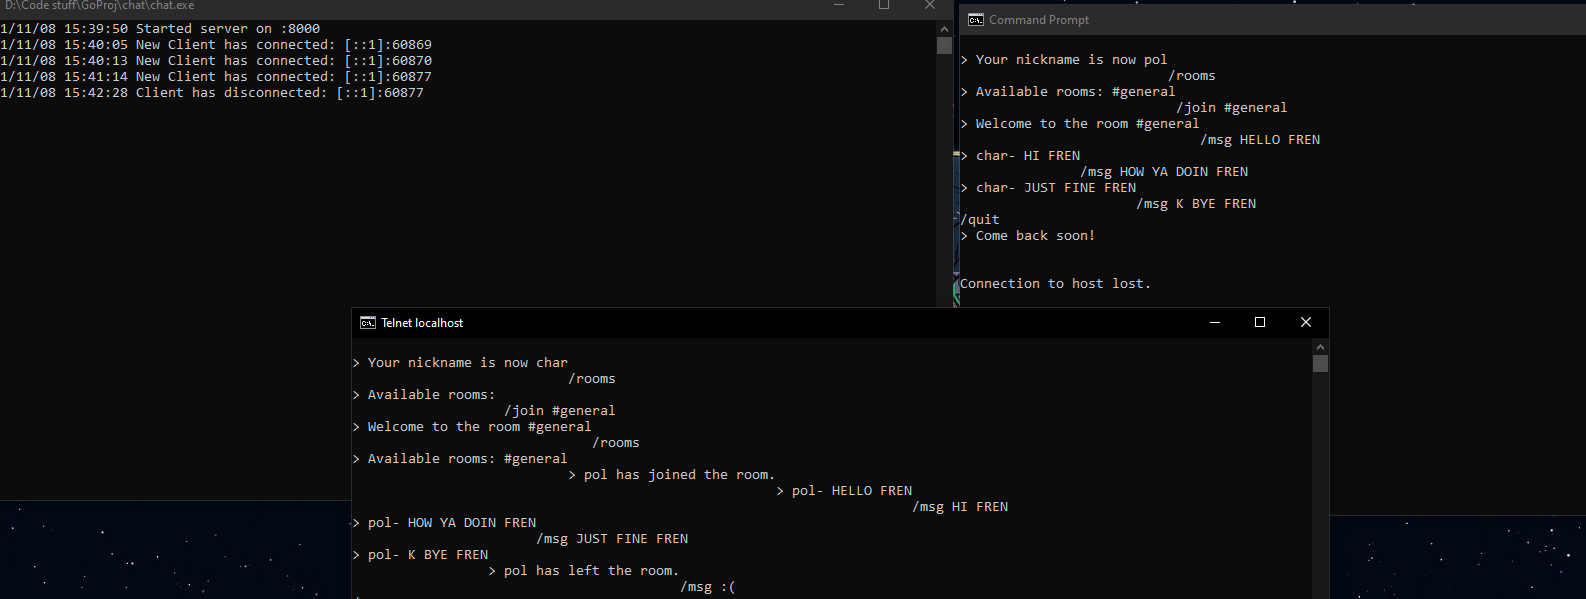 D:\Code stuff\GoProj\chat\chat.exe
1/11/08 15:39:50 Started server on :8000
1/11/08 15:40:05 New Client has connected: [::1]:60869
1/11/08 15:40:13 New Client has connected: [::1]:60870
1/11/08 15:41:14 New Client has connected: [::1]:60877
1/11/08 15:42:28 Client has disconnected: [::1]:60877
Command Prompt
> Your nickname is now pol
/rooms
> Available rooms: #general
/join #general
> Welcome to the room #general
/msg HELLO FREN
> char- HI FREN
/msg HOW YA DOIN FREN
> char- JUST FINE FREN
/msg K BYE FREN
/quit
> Come back soon!
Connection to host lost.
Telnet localhost
> Your nickname is now char
/rooms
> Available rooms:
/join #general
> Welcome to the room #general
/rooms
> Available rooms: #general
> pol has joined the room.
> pol- HELLO FREN
/msg HI FREN
> pol- HOW YA DOIN FREN
/msg JUST FINE FREN
> pol- K BYE FREN
> pol has left the room.
/msg :(